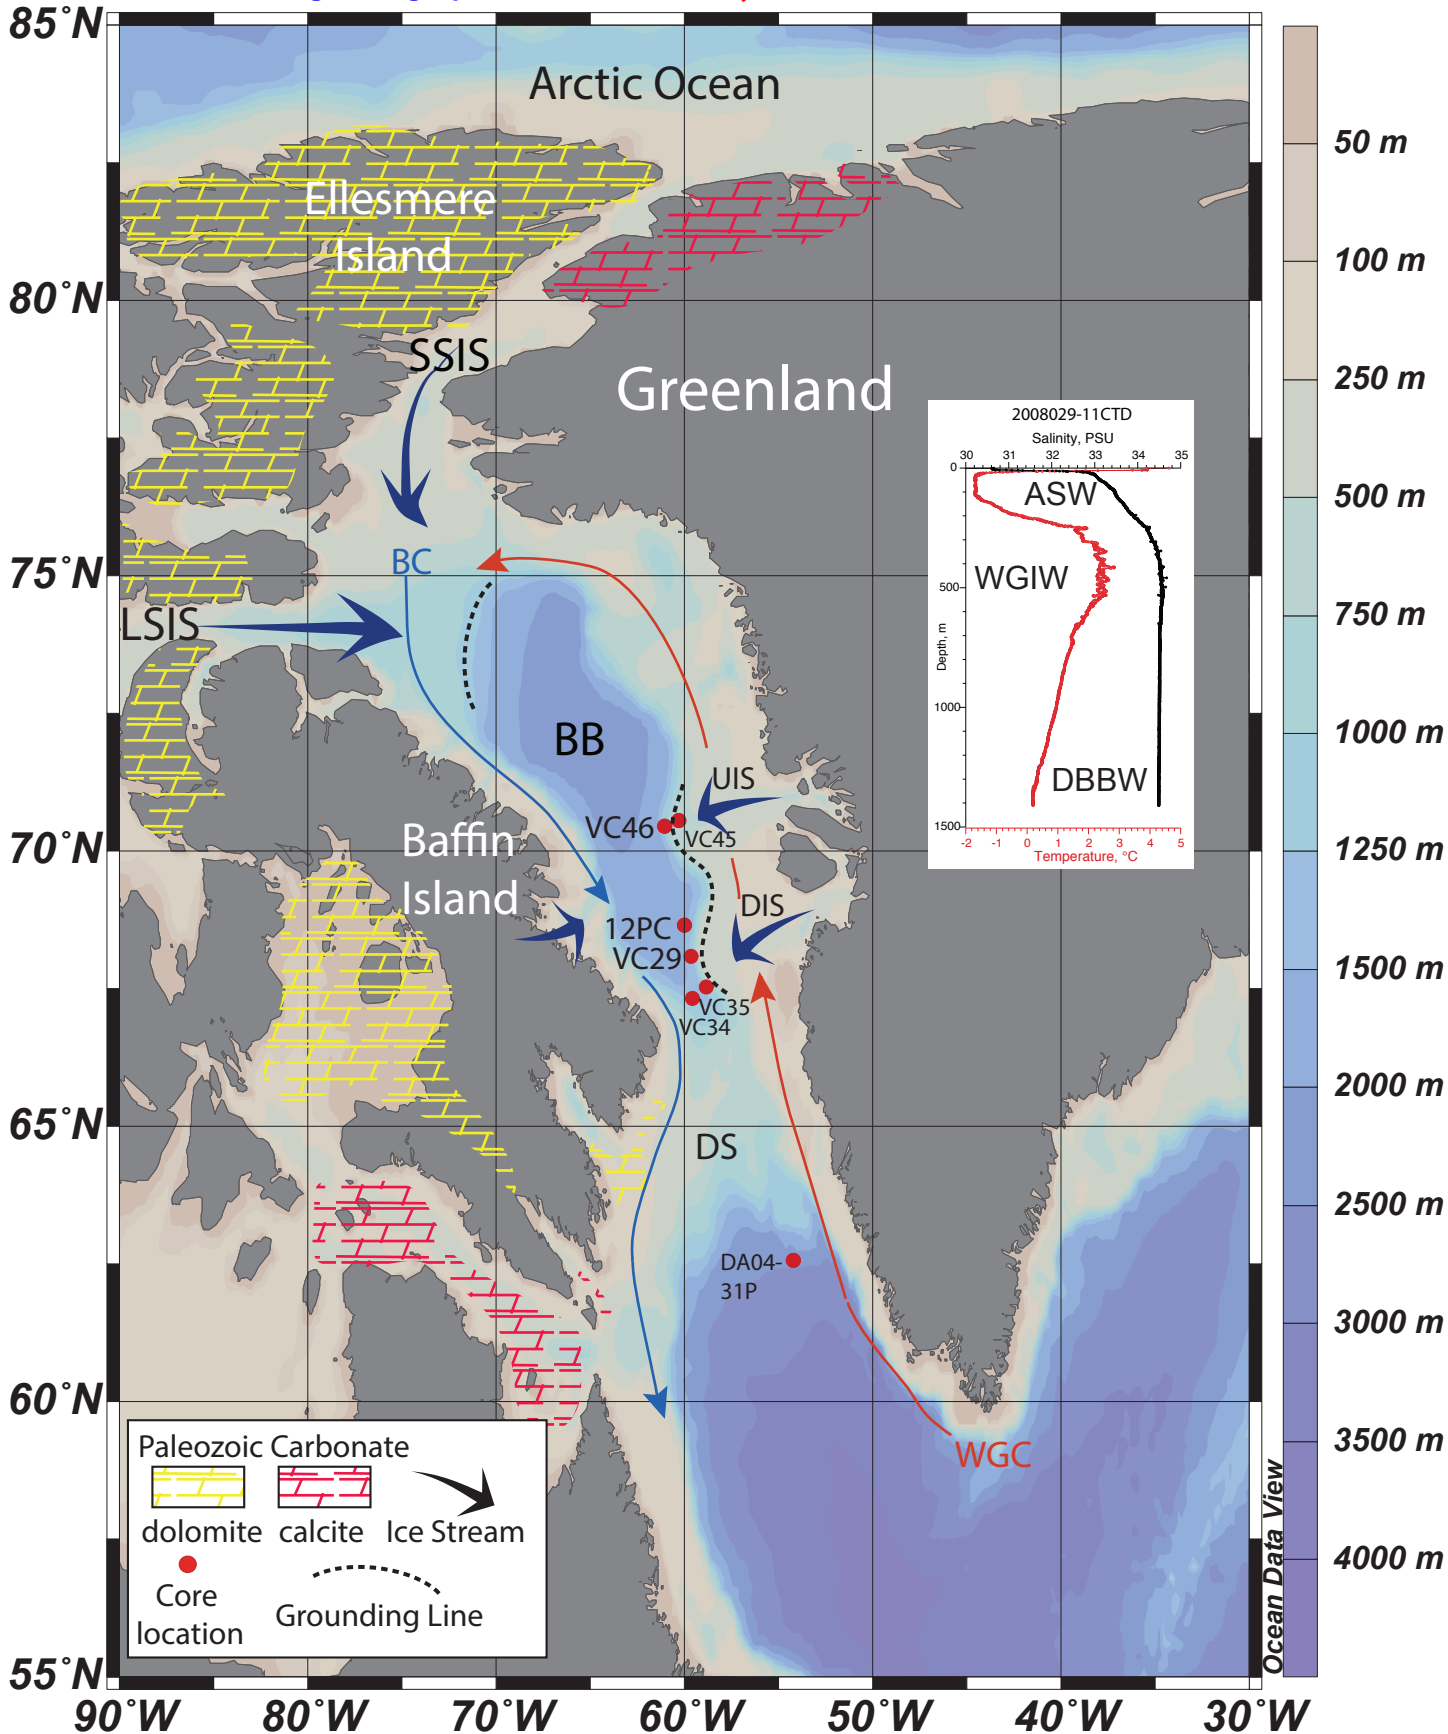 85°N
80°N
75°N
70°N
65°N
60°N
55°N
90°W
80°W
70°W
60°W
50°W
40°W
30°W
Arctic Ocean
Ellesmere
Island
SSIS
Greenland
BC
LSIS
BB
UIS
VC46
VC45
Baffin
Island
DIS
12PC
VC29
VC35
VC34
DS
DA04-
31P
WGC
2008029-11CTD
Salinity, PSU
30 31 32 33 34 35
0
500
1000
1500
Depth, m
ASW
WGIW
DBBW
-2 -1 0 1 2 3 4 5
Temperature, °C
Paleozoic Carbonate
dolomite calcite Ice Stream
Core
location
Grounding Line
50 m
100 m
250 m
500 m
750 m
1000 m
1250 m
1500 m
2000 m
2500 m
3000 m
3500 m
4000 m
Ocean Data View